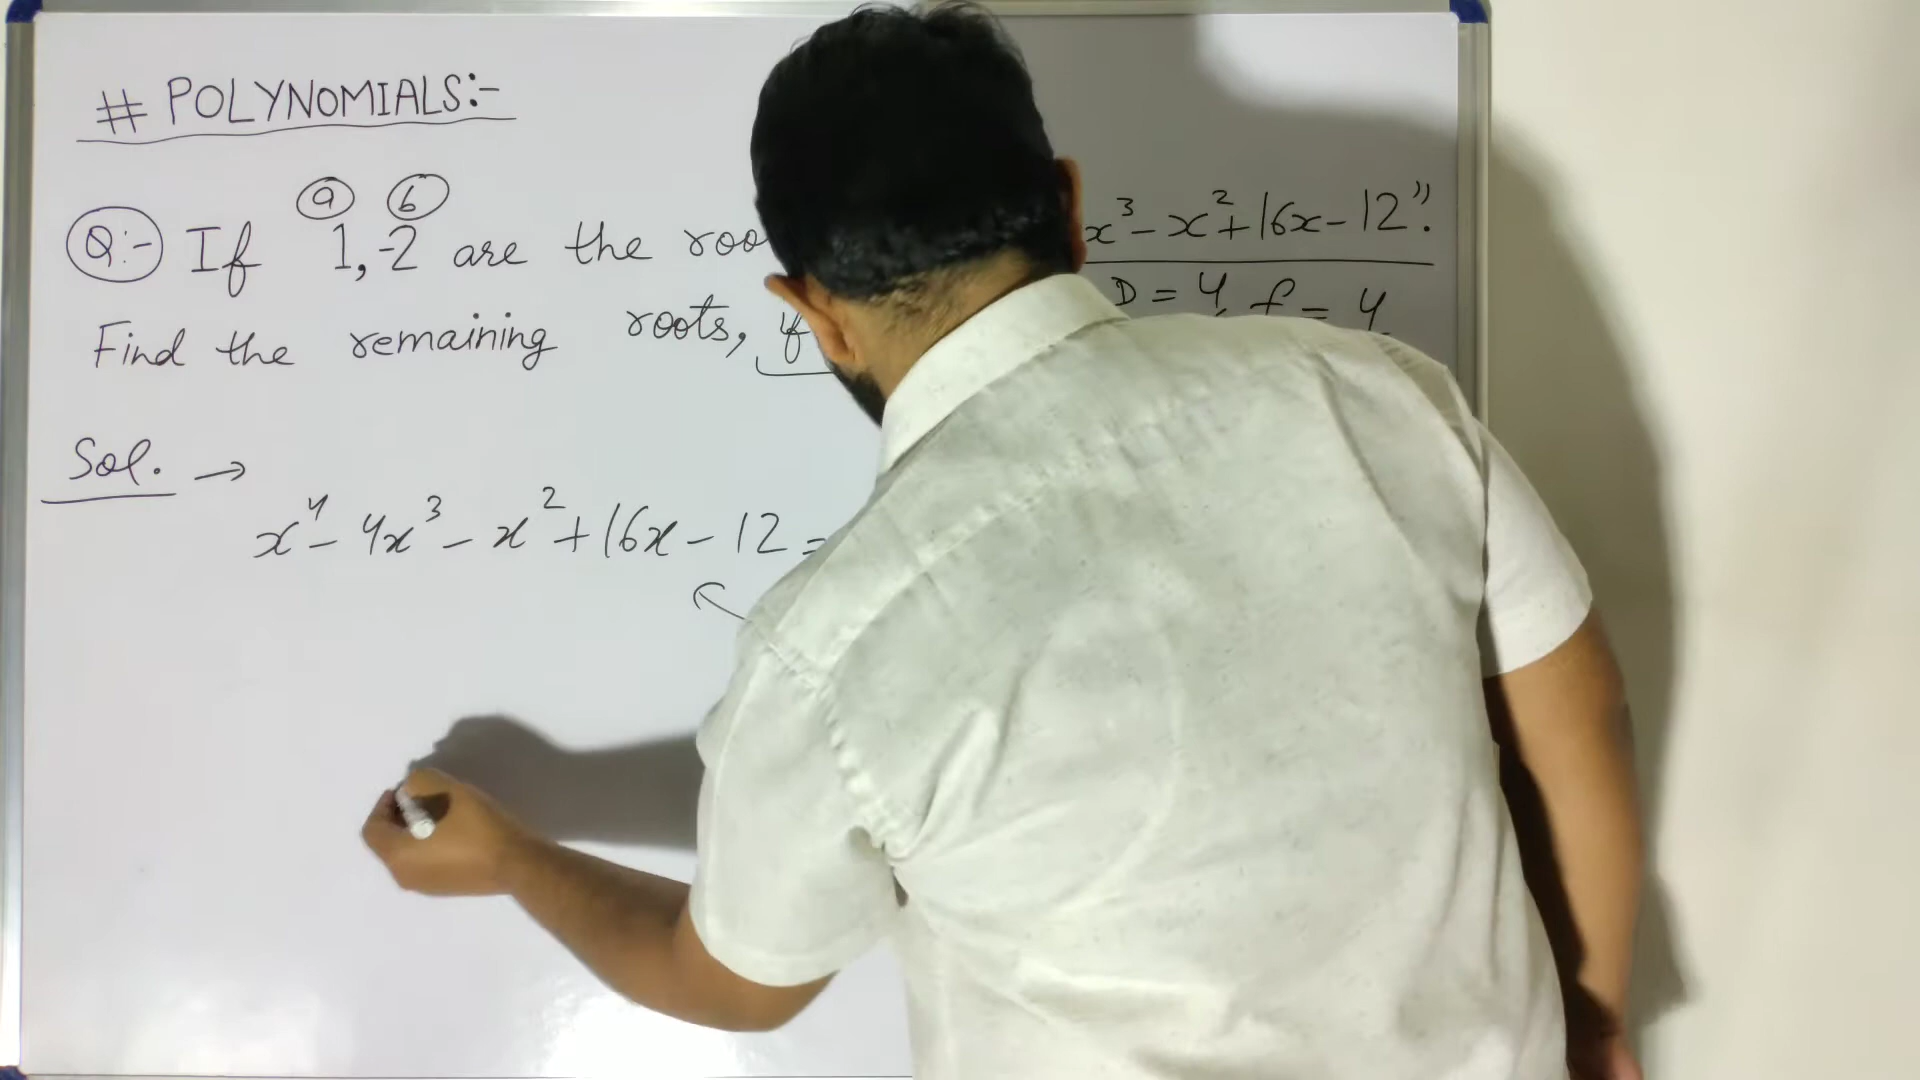 # POLYNOMIALS:-
a b
Q:- If 1, -2 are the roo x³ - x² + 16x - 12".
D = 4, f = 4
Find the remaining roots, if
Sol. →
x⁴ - 4x³ - x² + 16x - 12 =